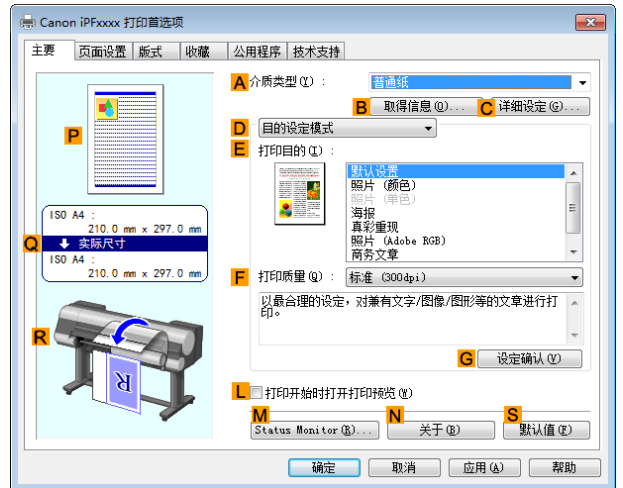 Canon iPFxxxx 打印首选项
主要 页面设置 版式 收藏 公用程序 技术支持
A 介质类型(Y) : 普通纸
B 取得信息(O)... C 详细设定(G)...
D 目的设定模式
E 打印目的(I) :
默认设置
照片 (颜色)
照片 (单色)
海报
真彩重现
照片 (Adobe RGB)
商务文章
P
ISO A4 :
210.0 mm x 297.0 mm
Q 实际尺寸
ISO A4 :
210.0 mm x 297.0 mm
F 打印质量(Q) : 标准 (300dpi)
以最合理的设定，对兼有文字/图像/图形等的文章进行打
印。
R
R
G 设定确认(V)
L 打印开始时打开打印预览(W)
M N S
Status Monitor(R)... 关于(B) 默认值(F)
确定 取消 应用(A) 帮助